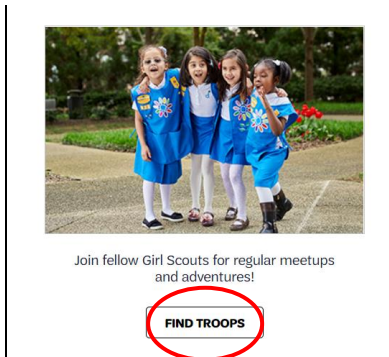 Join fellow Girl Scouts for regular meetups
and adventures!
FIND TROOPS